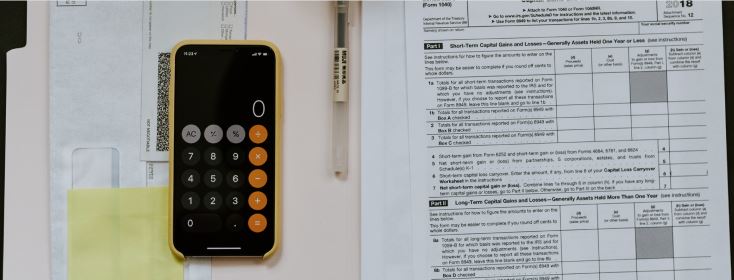 11:23
0
AC +/- % ÷
7 8 9 ×
4 5 6 −
1 2 3 +
0 . =
MUJI
(Form 1040)
Department of the Treasury
Internal Revenue Service
► Attach to Form 1040 or Form 1040NR.
► Go to www.irs.gov/ScheduleD for instructions and the latest information.
► Use Form 8949 to list your transactions for lines 1b, 2, 3, 8b, 9, and 10.
2018
Attachment
Sequence No. 12
Your social security number
Part I Short-Term Capital Gains and Losses—Generally Assets Held One Year or Less (see instructions)
See instructions for how to figure the amounts to enter on the
lines below.
This form may be easier to complete if you round off cents to
whole dollars.
(d)
Proceeds
(sales price)
(e)
Cost
(or other basis)
(g)
Adjustments
to gain or loss from
Form(s) 8949, Part I,
line 2, column (g)
(h) Gain or (loss)
Subtract column (e)
from column (d) and
combine the result
with column (g)
1a Totals for all short-term transactions reported on Form
1099-B for which basis was reported to the IRS and for
which you have no adjustments (see instructions).
However, if you choose to report all these transactions
on Form 8949, leave this line blank and go to line 1b
1b Totals for all transactions reported on Form(s) 8949 with
Box A checked
2 Totals for all transactions reported on Form(s) 8949 with
Box B checked
3 Totals for all transactions reported on Form(s) 8949 with
Box C checked
4 Short-term gain from Form 6252 and short-term gain or (loss) from Forms 4684, 6781, and 8824 4
5 Net short-term gain or (loss) from partnerships, S corporations, estates, and trusts from
Schedule(s) K-1 5
6 Short-term capital loss carryover. Enter the amount, if any, from line 8 of your Capital Loss Carryover
Worksheet in the instructions 6
7 Net short-term capital gain or (loss). Combine lines 1a through 6 in column (h). If you have any long-
term capital gains or losses, go to Part II below. Otherwise, go to Part III on the back 7
Part II Long-Term Capital Gains and Losses—Generally Assets Held More Than One Year (see instructions)
See instructions for how to figure the amounts to enter on the
lines below.
This form may be easier to complete if you round off cents to
whole dollars.
(d)
Proceeds
(sales price)
(e)
Cost
(or other basis)
(g)
Adjustments
to gain or loss from
Form(s) 8949, Part II,
line 2, column (g)
(h) Gain or (loss)
Subtract column (e)
from column (d) and
combine the result
with column (g)
8a Totals for all long-term transactions reported on Form
1099-B for which basis was reported to the IRS and for
which you have no adjustments (see instructions).
However, if you choose to report all these transactions
on Form 8949, leave this line blank and go to line 8b
8b Totals for all transactions reported on Form(s) 8949 with
Box D checked